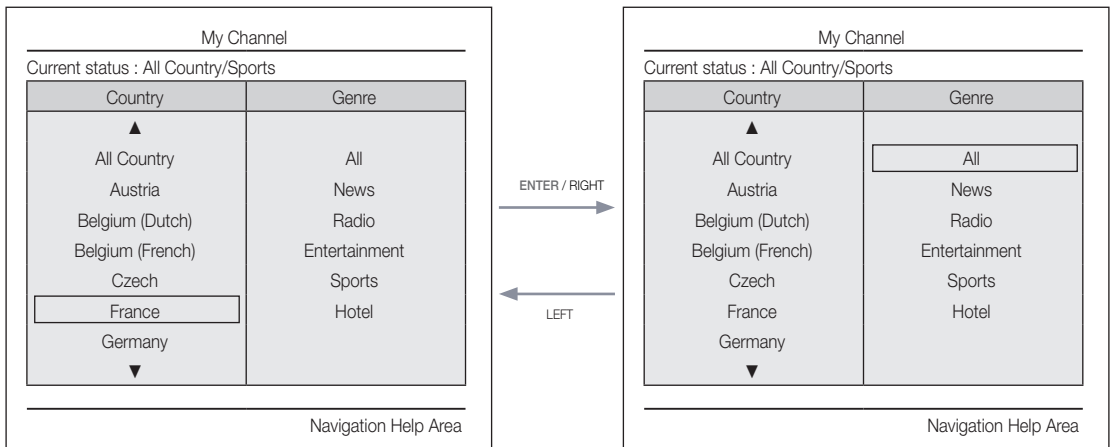 My Channel
Current status : All Country/Sports
Country Genre
▲
All Country All
Austria News
Belgium (Dutch) Radio
Belgium (French) Entertainment
Czech Sports
France Hotel
Germany
▼
Navigation Help Area
ENTER / RIGHT
LEFT
My Channel
Current status : All Country/Sports
Country Genre
▲
All Country All
Austria News
Belgium (Dutch) Radio
Belgium (French) Entertainment
Czech Sports
France Hotel
Germany
▼
Navigation Help Area